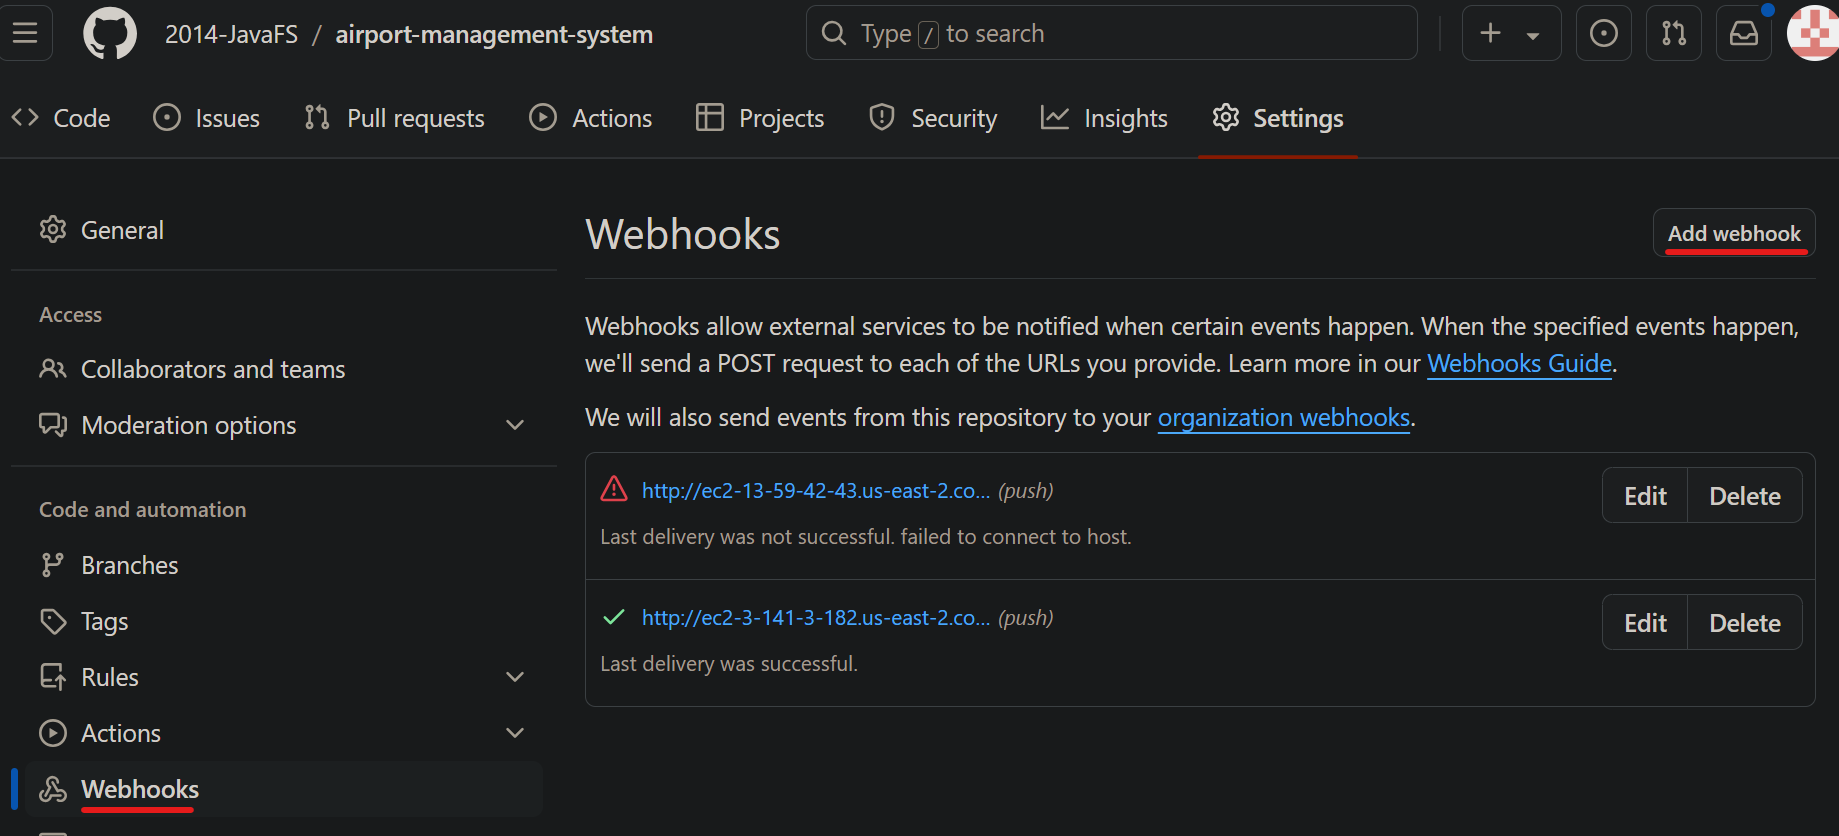 2014-JavaFS / airport-management-system
Type / to search
Code
Issues
Pull requests
Actions
Projects
Security
Insights
Settings
General
Access
Collaborators and teams
Moderation options
Code and automation
Branches
Tags
Rules
Actions
Webhooks
Webhooks
Add webhook
Webhooks allow external services to be notified when certain events happen. When the specified events happen,
we'll send a POST request to each of the URLs you provide. Learn more in our Webhooks Guide.
We will also send events from this repository to your organization webhooks.
http://ec2-13-59-42-43.us-east-2.co... (push)
Edit
Delete
Last delivery was not successful. failed to connect to host.
http://ec2-3-141-3-182.us-east-2.co... (push)
Edit
Delete
Last delivery was successful.